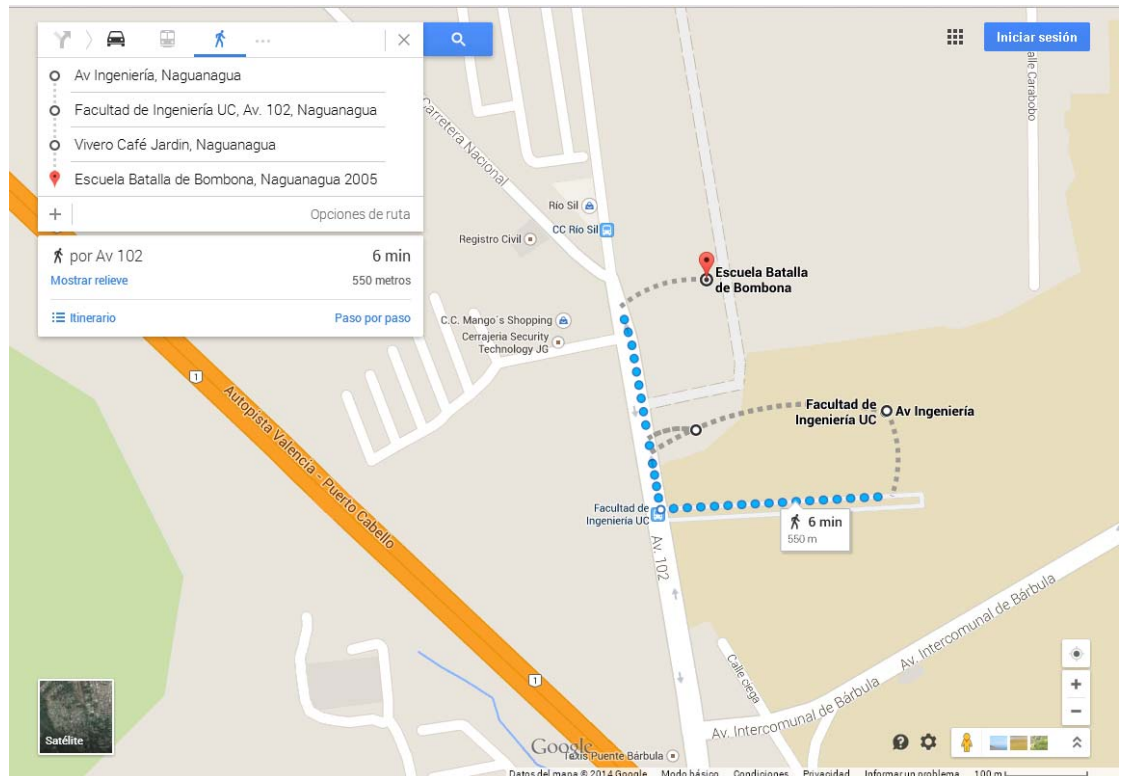 Iniciar sesión
Av Ingeniería, Naguanagua
Facultad de Ingeniería UC, Av. 102, Naguanagua
Vivero Café Jardin, Naguanagua
Escuela Batalla de Bombona, Naguanagua 2005
Opciones de ruta
por Av 102
6 min
Mostrar relieve
550 metros
Itinerario
Paso por paso
Calle Carabobo
Carretera Nacional
Río Sil
CC Río Sil
Registro Civil
Escuela Batalla
de Bombona
C.C. Mango´s Shopping
Cerrajeria Security
Technology JG
1
Autopista Valencia - Puerto Cabello
Facultad de
Ingeniería UC
Av Ingeniería
Facultad de
Ingeniería UC
6 min
550 m
Av. 102
Av. Intercomunal de Bárbula
Calle ciega
1
Av. Intercomunal de Bárbula
Satélite
Google
Texis Puente Bárbula
Datos del mapa © 2014 Google
Modo básico
Condiciones
Privacidad
Informar un problema
100 m